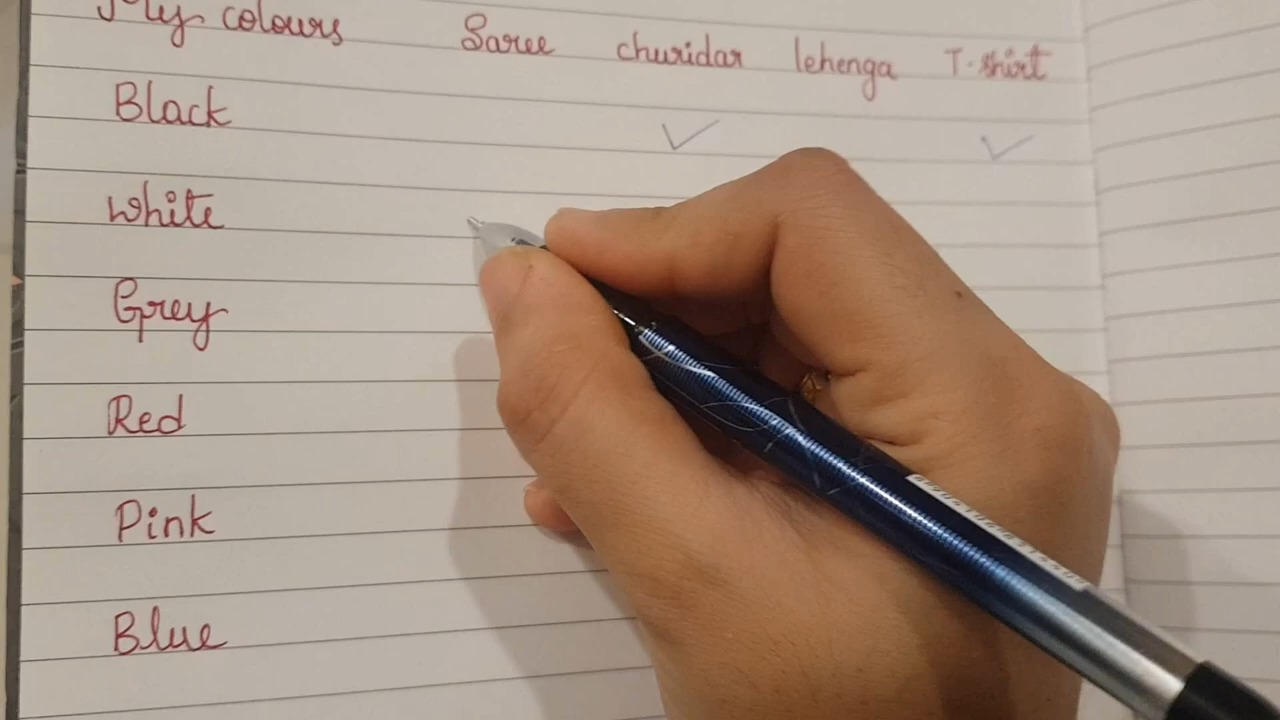 colours Saree churidar lehenga T-shirt
Black ✓ ✓
White
Grey
Red
Pink
Blue